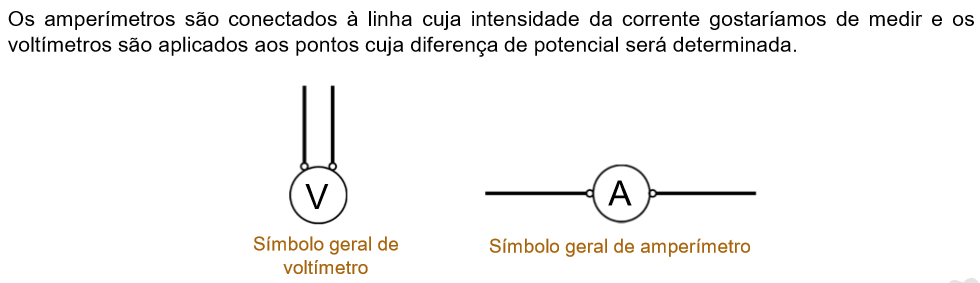 Os amperímetros são conectados à linha cuja intensidade da corrente gostaríamos de medir e os
voltímetros são aplicados aos pontos cuja diferença de potencial será determinada.
V
A
Símbolo geral de
voltímetro
Símbolo geral de amperímetro